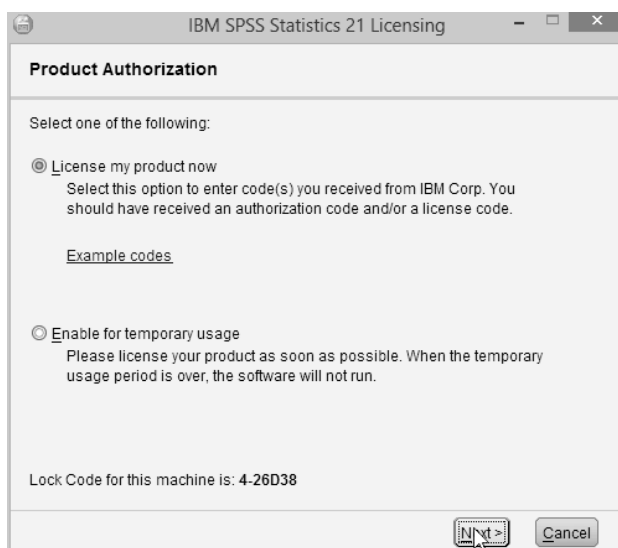 IBM SPSS Statistics 21 Licensing
Product Authorization
Select one of the following:
License my product now
Select this option to enter code(s) you received from IBM Corp. You
should have received an authorization code and/or a license code.
Example codes
Enable for temporary usage
Please license your product as soon as possible. When the temporary
usage period is over, the software will not run.
Lock Code for this machine is: 4-26D38
Next > Cancel